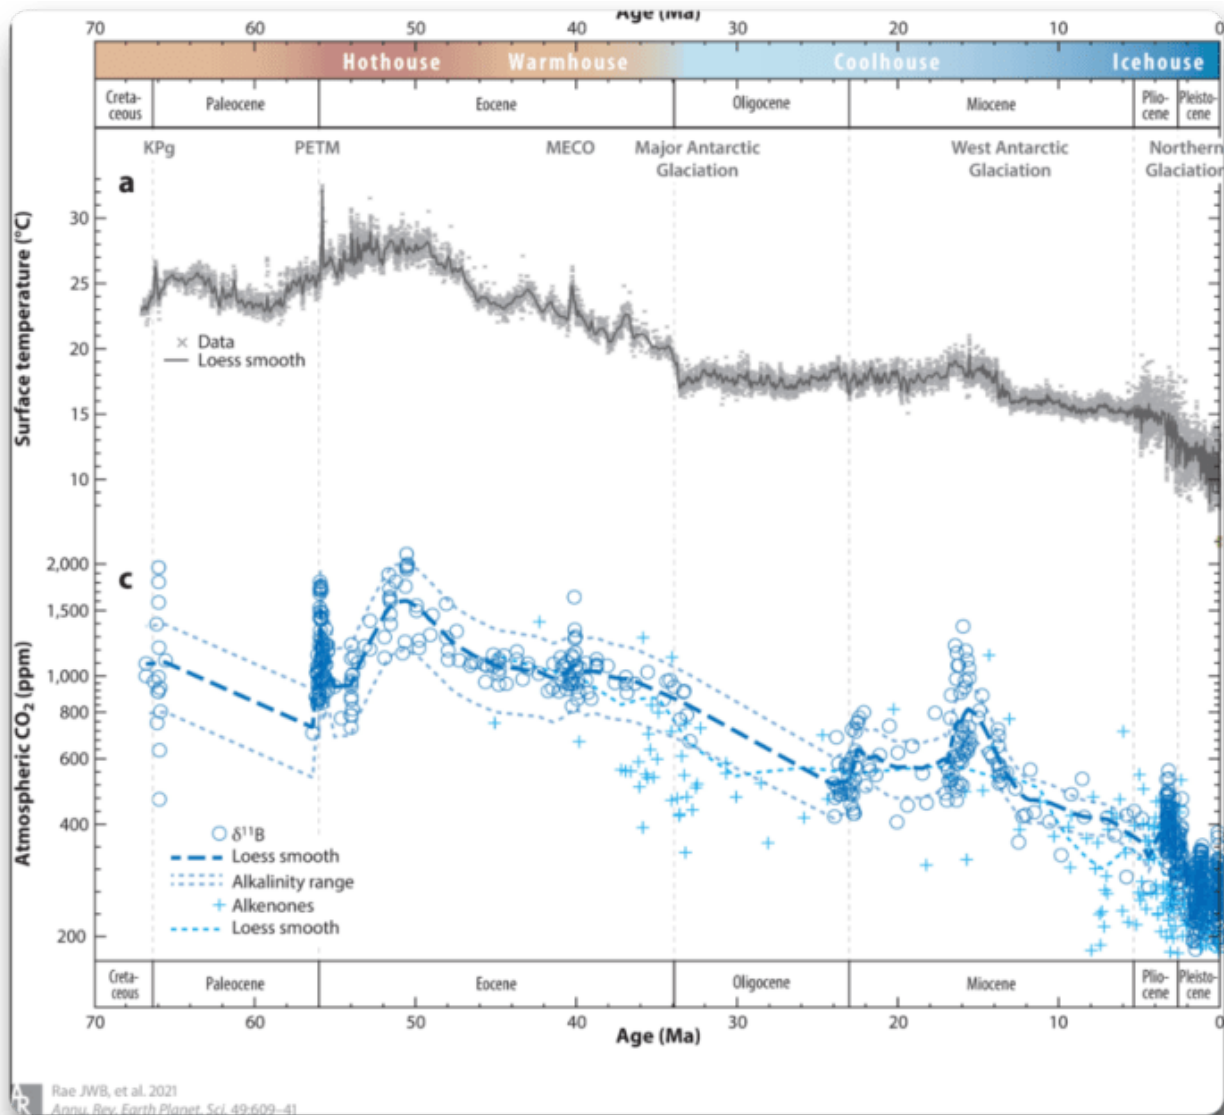 Age (Ma)
70 60 50 40 30 20 10 0
Hothouse Warmhouse Coolhouse Icehouse
Creta-
ceous
Paleocene
Eocene
Oligocene
Miocene
Plio-
cene
Pleisto-
cene
KPg
PETM
MECO
Major Antarctic
Glaciation
West Antarctic
Glaciation
Northern
Glaciation
a
Surface temperature (°C)
30
25
20
15
10
× Data
Loess smooth
c
Atmospheric CO2 (ppm)
2,000
1,500
1,000
800
600
400
200
δ11B
Loess smooth
Alkalinity range
Alkenones
Loess smooth
Creta-
ceous
Paleocene
Eocene
Oligocene
Miocene
Plio-
cene
Pleisto-
cene
70 60 50 40 30 20 10 0
Age (Ma)
AR
Rae JWB, et al. 2021
Annu. Rev. Earth Planet. Sci. 49:609–41